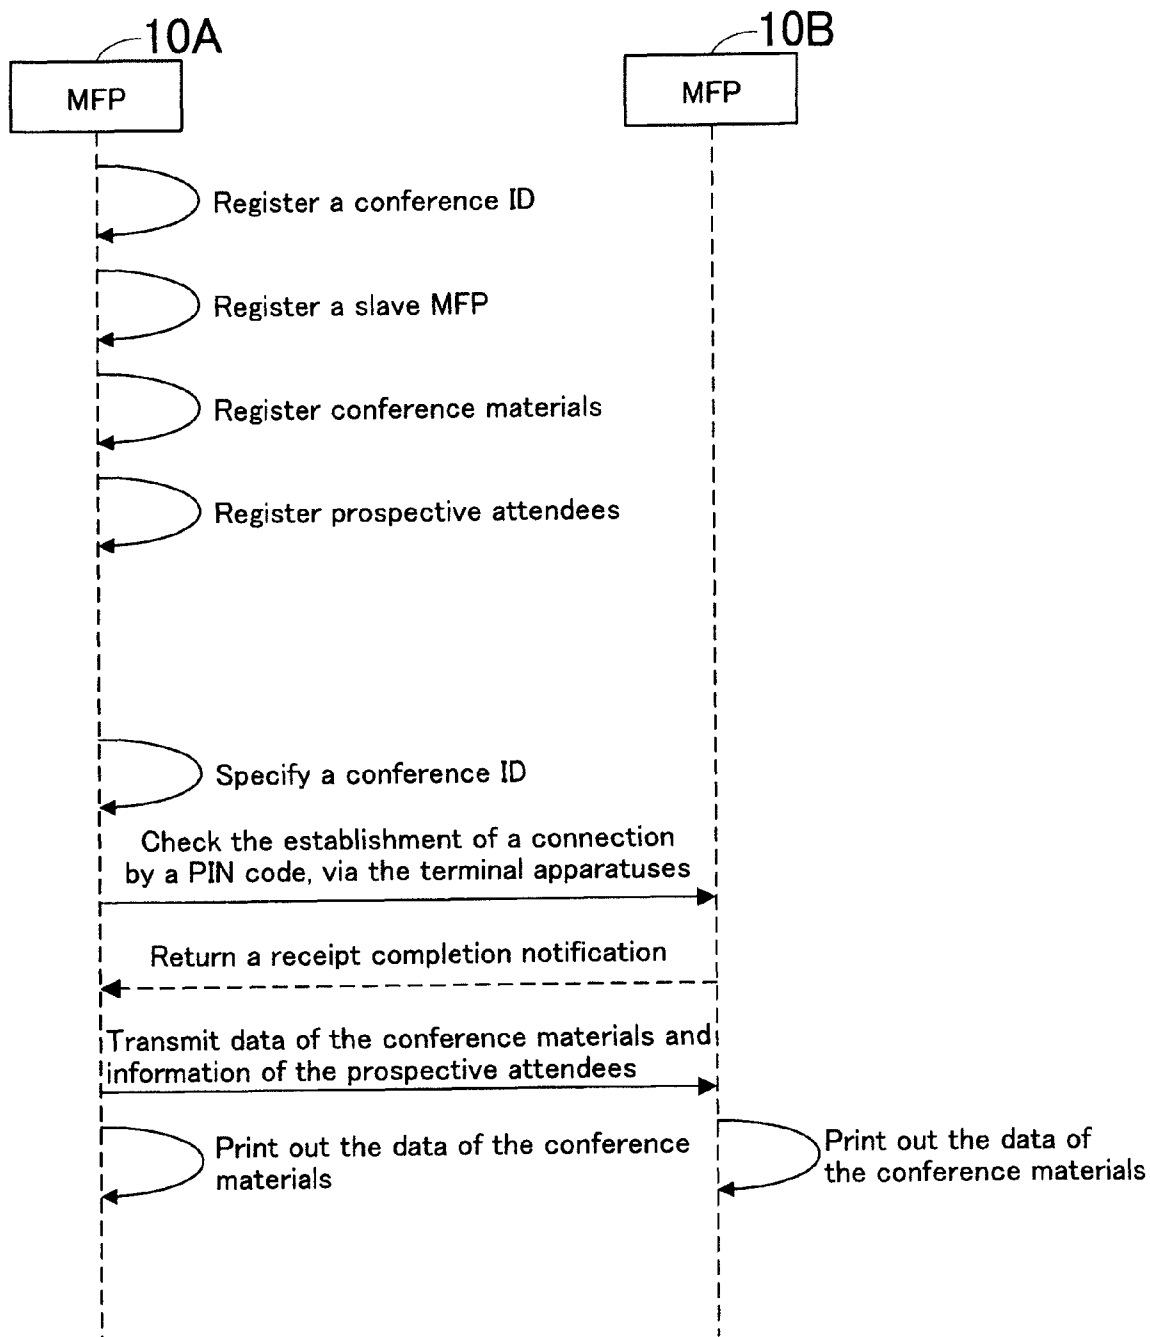 10A
10B
MFP
MFP
Register a conference ID
Register a slave MFP
Register conference materials
Register prospective attendees
Specify a conference ID
Check the establishment of a connection
by a PIN code, via the terminal apparatuses
Return a receipt completion notification
Transmit data of the conference materials and
information of the prospective attendees
Print out the data of the conference
materials
Print out the data of
the conference materials